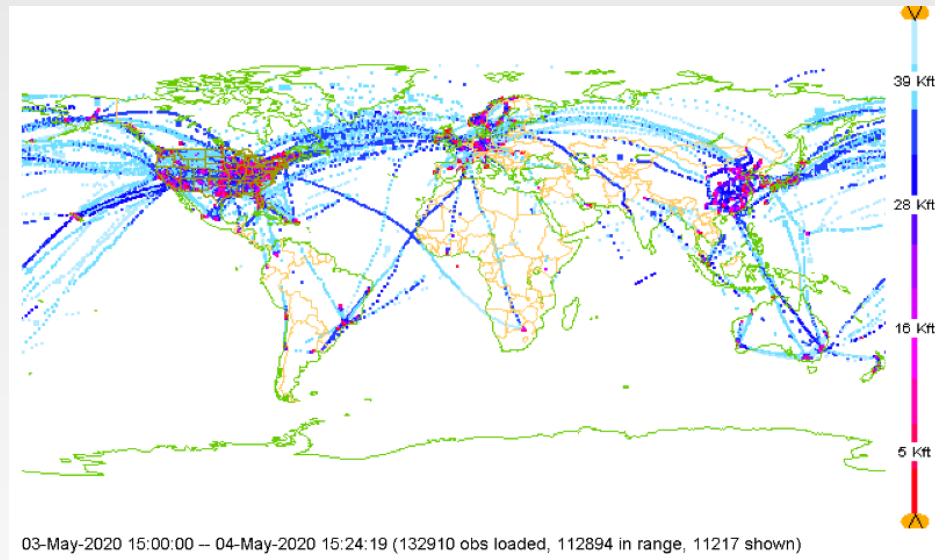 39 Kft
28 Kft
16 Kft
5 Kft
03-May-2020 15:00:00 -- 04-May-2020 15:24:19 (132910 obs loaded, 112894 in range, 11217 shown)